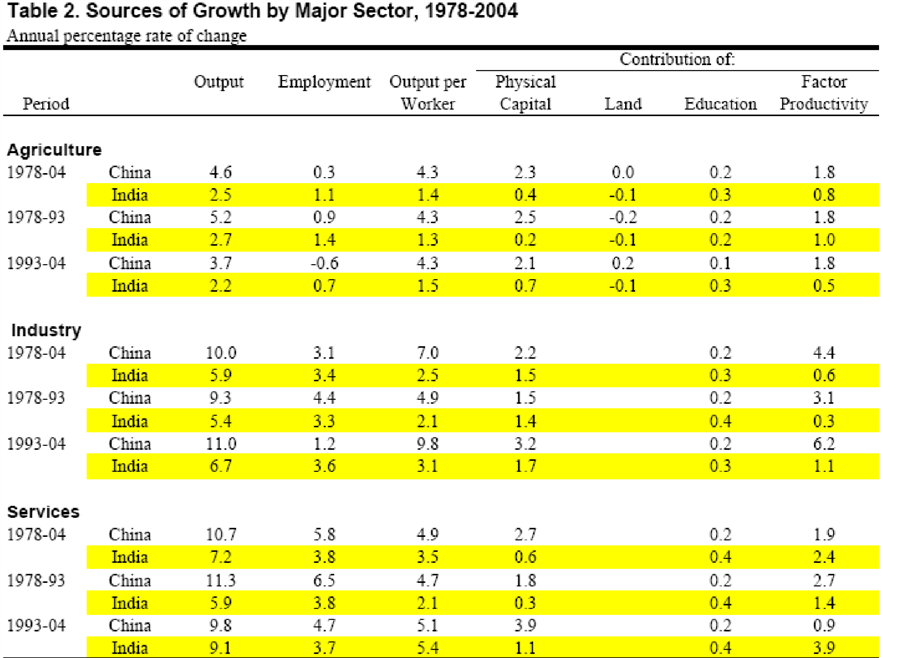 Table 2. Sources of Growth by Major Sector, 1978-2004
Annual percentage rate of change
Contribution of:
Output Employment Output per Physical Factor
Period Worker Capital Land Education Productivity
Agriculture
1978-04 China 4.6 0.3 4.3 2.3 0.0 0.2 1.8
India 2.5 1.1 1.4 0.4 -0.1 0.3 0.8
1978-93 China 5.2 0.9 4.3 2.5 -0.2 0.2 1.8
India 2.7 1.4 1.3 0.2 -0.1 0.2 1.0
1993-04 China 3.7 -0.6 4.3 2.1 0.2 0.1 1.8
India 2.2 0.7 1.5 0.7 -0.1 0.3 0.5
Industry
1978-04 China 10.0 3.1 7.0 2.2 0.2 4.4
India 5.9 3.4 2.5 1.5 0.3 0.6
1978-93 China 9.3 4.4 4.9 1.5 0.2 3.1
India 5.4 3.3 2.1 1.4 0.4 0.3
1993-04 China 11.0 1.2 9.8 3.2 0.2 6.2
India 6.7 3.6 3.1 1.7 0.3 1.1
Services
1978-04 China 10.7 5.8 4.9 2.7 0.2 1.9
India 7.2 3.8 3.5 0.6 0.4 2.4
1978-93 China 11.3 6.5 4.7 1.8 0.2 2.7
India 5.9 3.8 2.1 0.3 0.4 1.4
1993-04 China 9.8 4.7 5.1 3.9 0.2 0.9
India 9.1 3.7 5.4 1.1 0.4 3.9